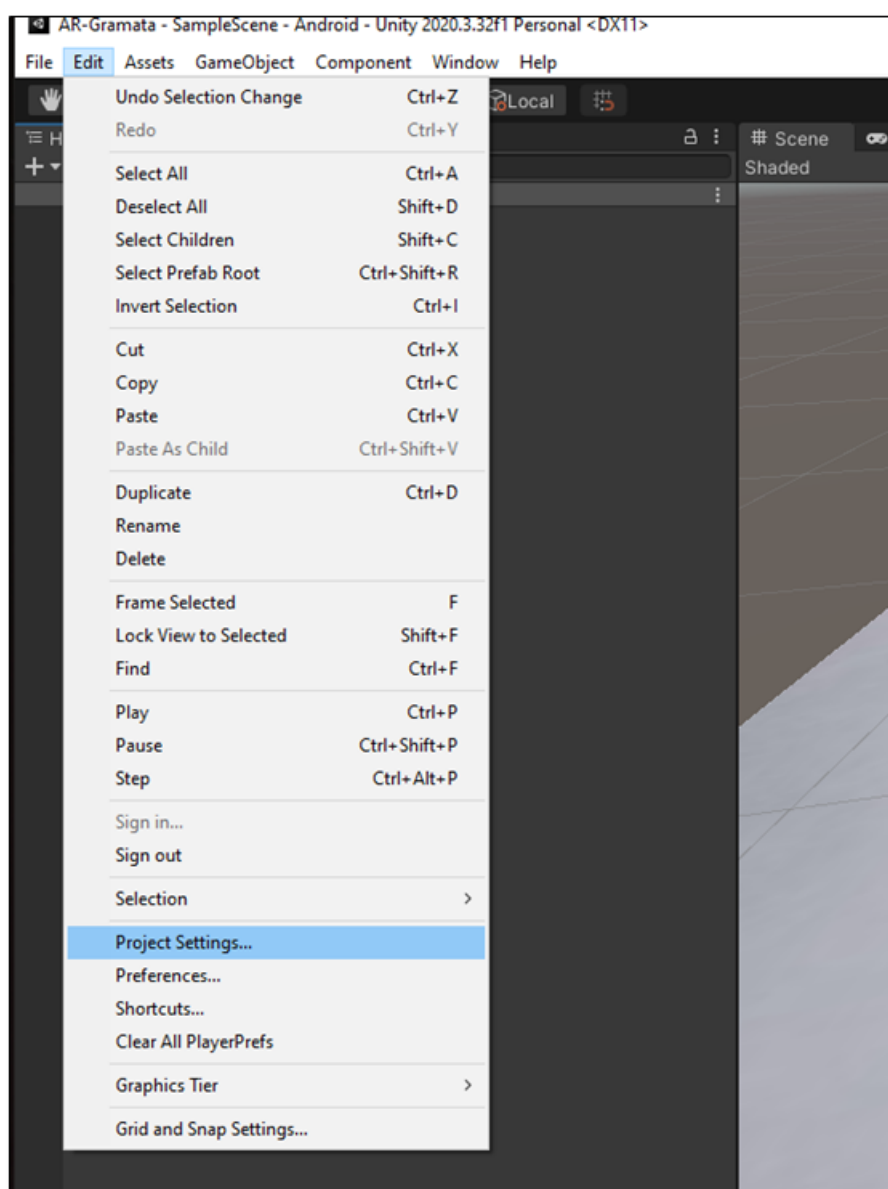 AR-Gramata - SampleScene - Android - Unity 2020.3.32f1 Personal <DX11>
File Edit Assets GameObject Component Window Help
Local
Scene
Shaded
Undo Selection Change Ctrl+Z
Redo Ctrl+Y
Select All Ctrl+A
Deselect All Shift+D
Select Children Shift+C
Select Prefab Root Ctrl+Shift+R
Invert Selection Ctrl+I
Cut Ctrl+X
Copy Ctrl+C
Paste Ctrl+V
Paste As Child Ctrl+Shift+V
Duplicate Ctrl+D
Rename
Delete
Frame Selected F
Lock View to Selected Shift+F
Find Ctrl+F
Play Ctrl+P
Pause Ctrl+Shift+P
Step Ctrl+Alt+P
Sign in...
Sign out
Selection
Project Settings...
Preferences...
Shortcuts...
Clear All PlayerPrefs
Graphics Tier
Grid and Snap Settings...